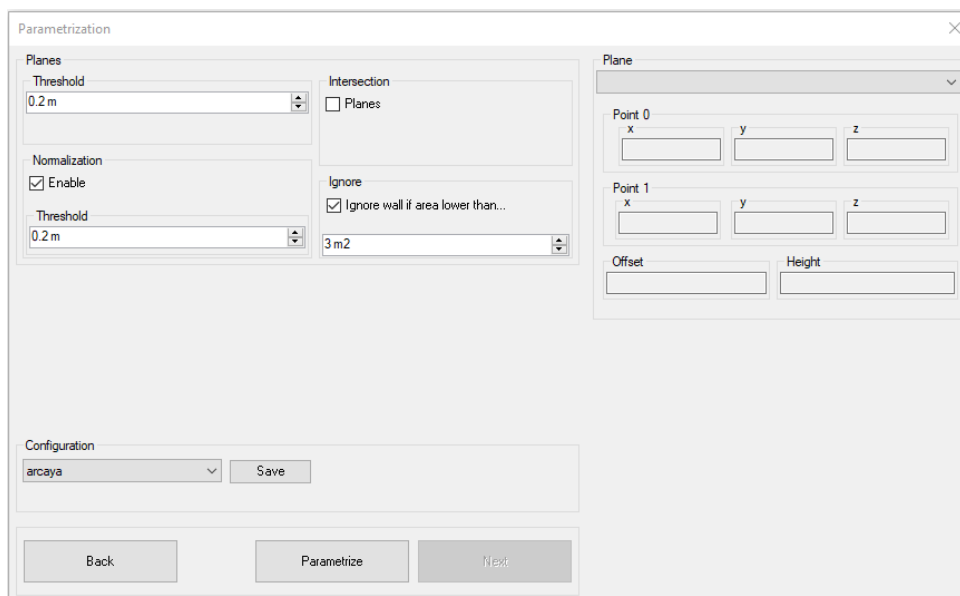 Parametrization
Planes
Threshold
0.2 m
Intersection
Planes
Normalization
Enable
Threshold
0.2 m
Ignore
Ignore wall if area lower than...
3 m2
Plane
Point 0
x y z
Point 1
x y z
Offset Height
Configuration
arcaya
Save
Back Parametrize Next